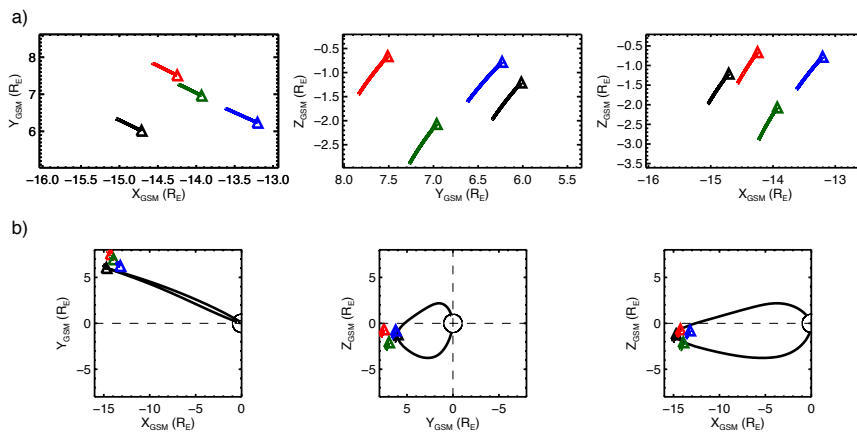 a)
8
7
6
Y_GSM (R_E)
−16.0 −15.5 −15.0 −14.5 −14.0 −13.5 −13.0
X_GSM (R_E)
−0.5
−1.0
−1.5
−2.0
−2.5
Z_GSM (R_E)
8.0 7.5 7.0 6.5 6.0 5.5
Y_GSM (R_E)
−0.5
−1.0
−1.5
−2.0
−2.5
−3.0
−3.5
Z_GSM (R_E)
−16 −15 −14 −13
X_GSM (R_E)
b)
5
0
−5
Y_GSM (R_E)
−15 −10 −5 0
X_GSM (R_E)
5
0
−5
Z_GSM (R_E)
5 0 −5
Y_GSM (R_E)
5
0
−5
Z_GSM (R_E)
−15 −10 −5 0
X_GSM (R_E)